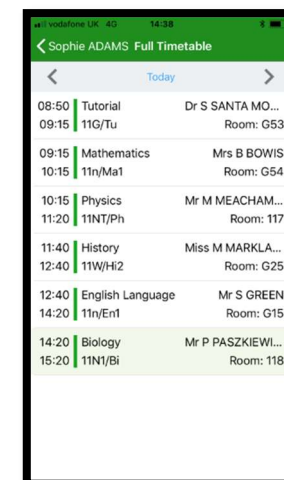 vodafone UK 4G 14:38
Sophie ADAMS Full Timetable
Today
08:50 Tutorial Dr S SANTA MO...
09:15 11G/Tu Room: G53
09:15 Mathematics Mrs B BOWIS
10:15 11n/Ma1 Room: G54
10:15 Physics Mr M MEACHAM...
11:20 11NT/Ph Room: 117
11:40 History Miss M MARKLA...
12:40 11W/Hi2 Room: G25
12:40 English Language Mr S GREEN
14:20 11n/En1 Room: G15
14:20 Biology Mr P PASZKIEWI...
15:20 11N1/Bi Room: 118